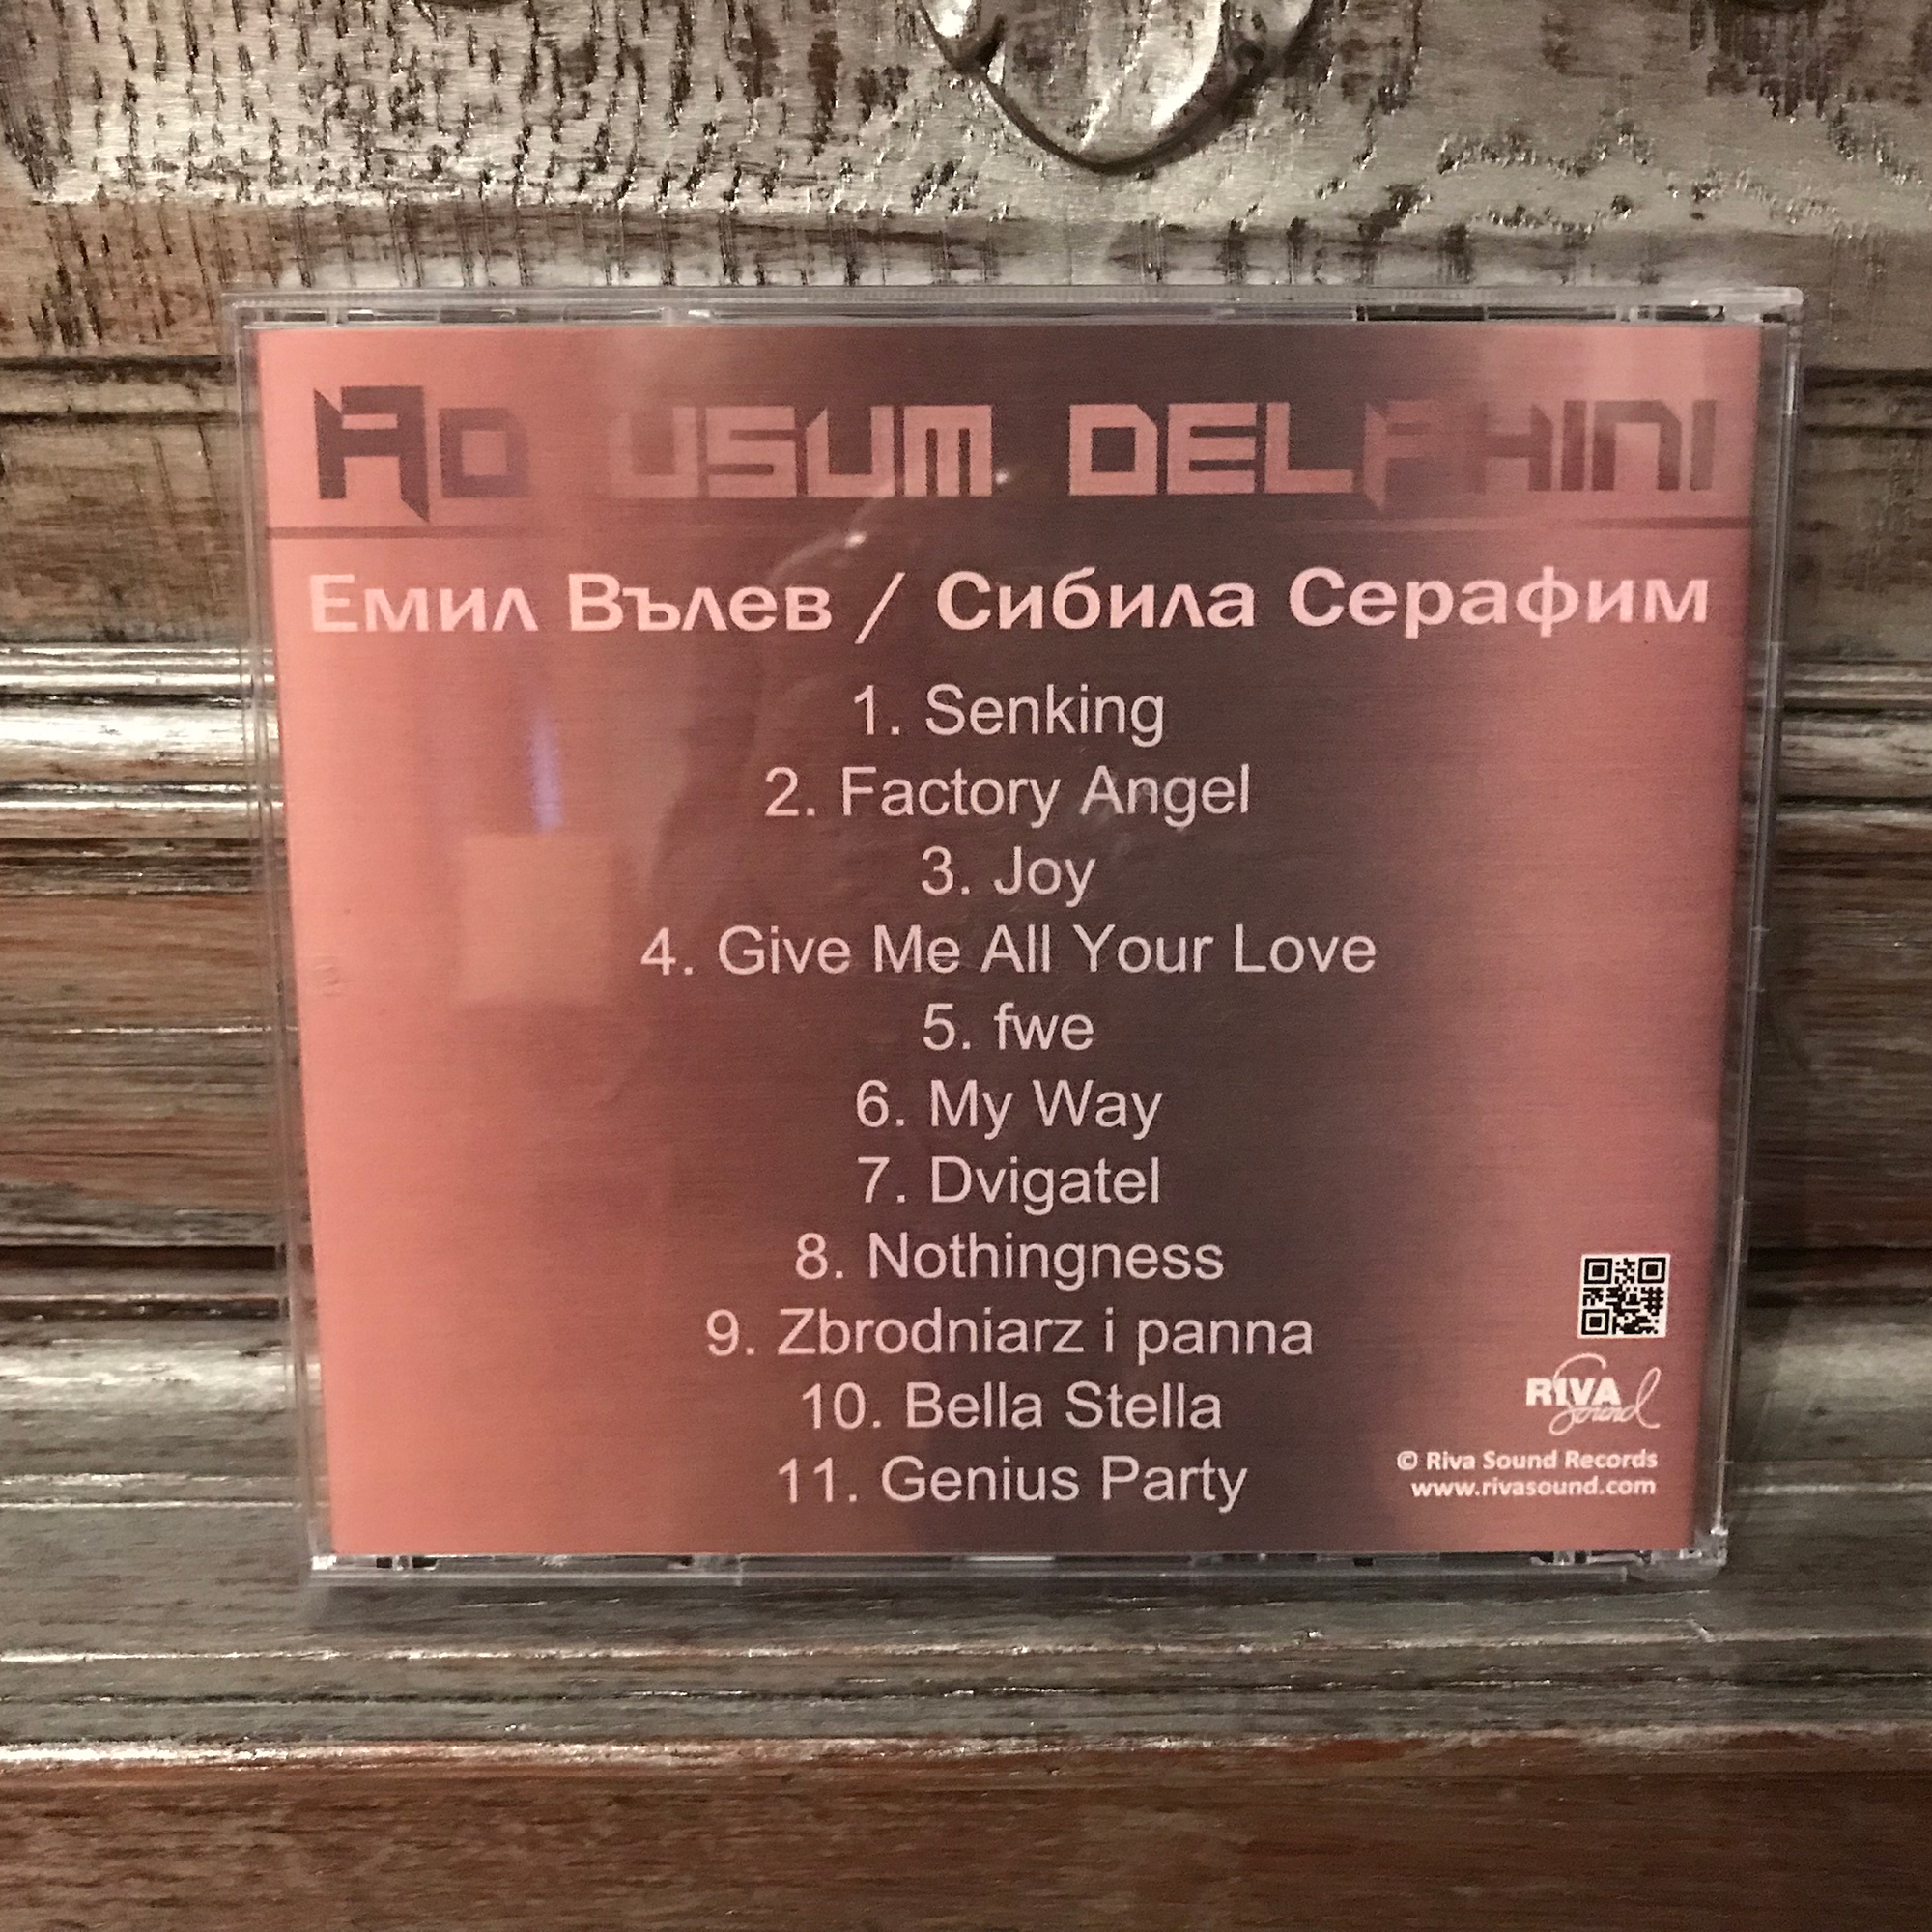 AD USUM DELPHINI
Емил Вълев / Сибила Серафим
1. Senking
2. Factory Angel
3. Joy
4. Give Me All Your Love
5. fwe
6. My Way
7. Dvigatel
8. Nothingness
9. Zbrodniarz i panna
10. Bella Stella
11. Genius Party
RIVA
Sound
© Riva Sound Records
www.rivasound.com